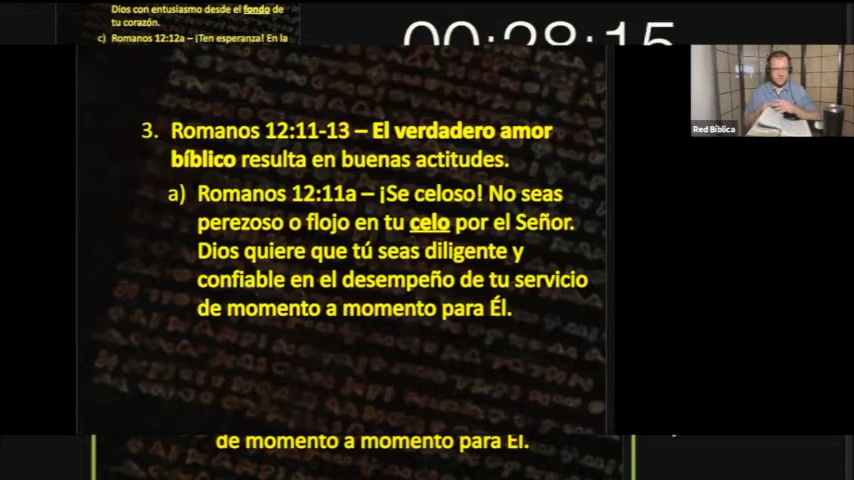 Dios con entusiasmo desde el fondo de
tu corazón.
c) Romanos 12:12a – ¡Ten esperanza! En la
00:28:15
Red Bíblica
3. Romanos 12:11-13 – El verdadero amor
bíblico resulta en buenas actitudes.
a) Romanos 12:11a – ¡Se celoso! No seas
perezoso o flojo en tu celo por el Señor.
Dios quiere que tú seas diligente y
confiable en el desempeño de tu servicio
de momento a momento para Él.
de momento a momento para Él.